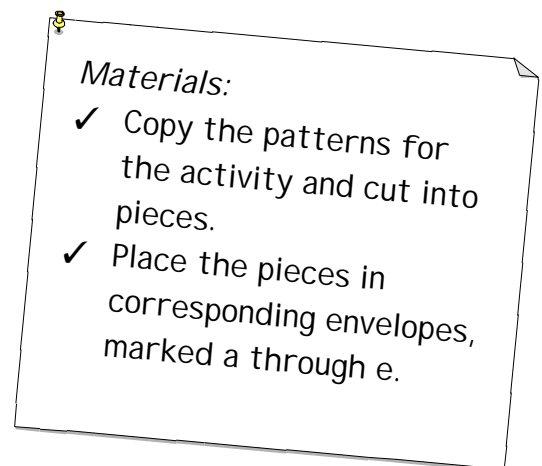 Materials:
✓ Copy the patterns for
the activity and cut into
pieces.
✓ Place the pieces in
corresponding envelopes,
marked a through e.